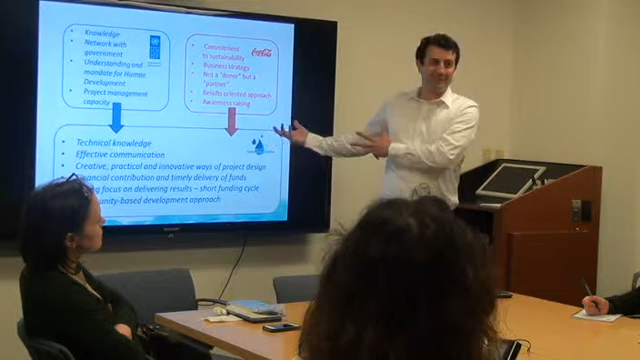 • Knowledge
• Network with
government
• Understanding and
mandate for Human
Development
• Project management
capacity
• Commitment
to sustainability
• Business strategy
• Not a "donor" but a
"partner"
• Results oriented approach
• Awareness raising
Coca-Cola
• Technical knowledge
• Effective communication
• Creative, practical and innovative ways of project design
financial contribution and timely delivery of funds
focus on delivering results – short funding cycle
unity-based development approach
SHARP